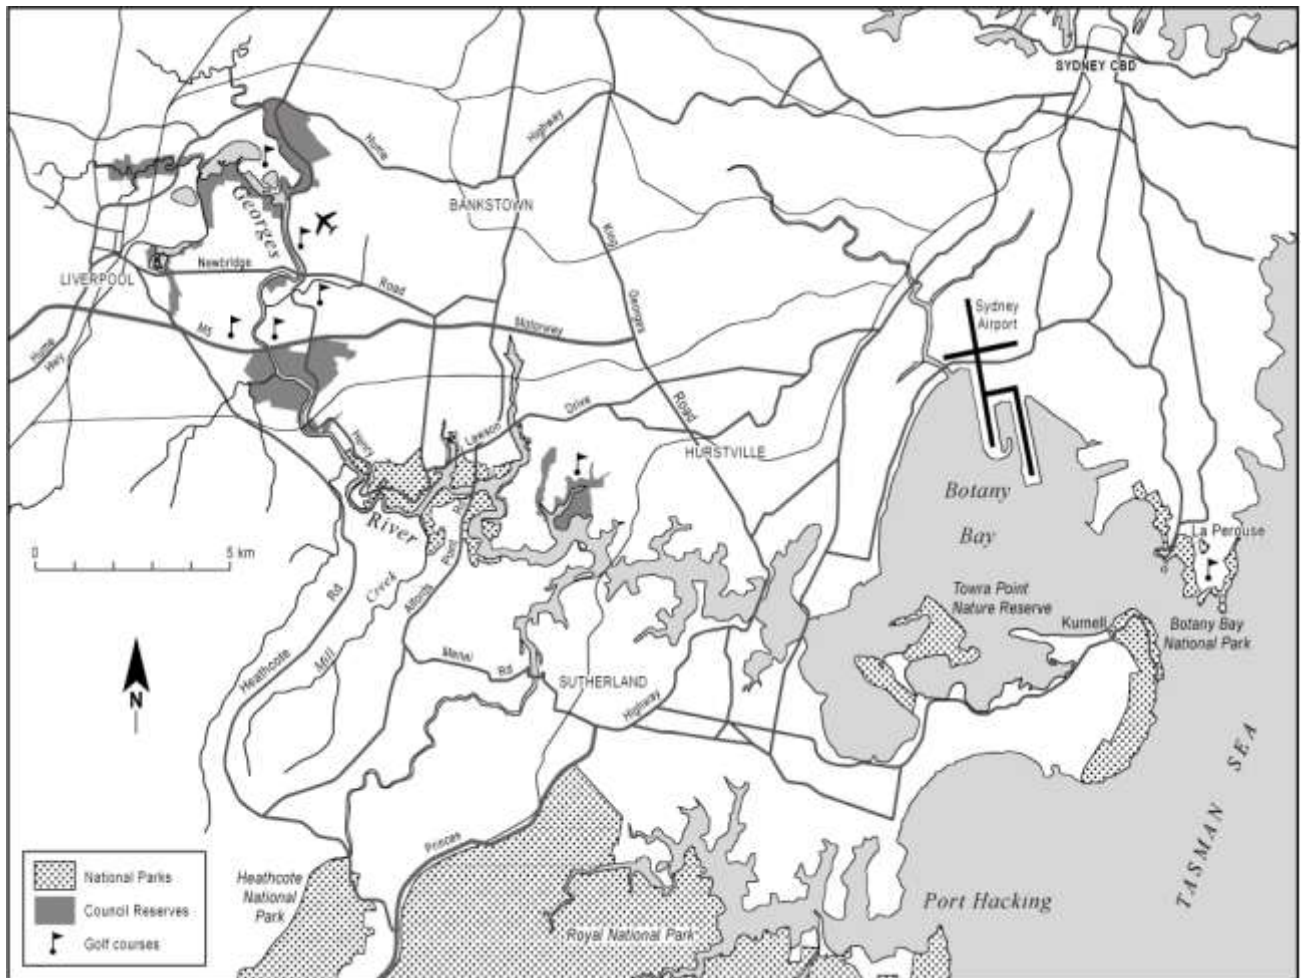 SYDNEY CBD
Hume
Highway
BANKSTOWN
Georges
King
Newbridge
LIVERPOOL
Road
Georges
Sydney
Airport
M5
Motorway
Hume
Hwy
Drive
Road
Lawson
Henry
HURSTVILLE
Botany
Bay
River
La Perouse
0
5 km
Point
Creek
Alfords
Rd
Towra Point
Nature Reserve
Kurnell
Botany Bay
National Park
Mill
Heathcote
Menai
Rd
SUTHERLAND
Highway
N
TASMAN SEA
Princes
National Parks
Council Reserves
Golf courses
Heathcote
National
Park
Royal National Park
Port Hacking